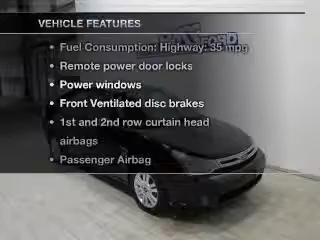 VEHICLE FEATURES
FORD
• Fuel Consumption: Highway: 35 mpg
• Remote power door locks
• Power windows
• Front Ventilated disc brakes
• 1st and 2nd row curtain head
airbags
• Passenger Airbag